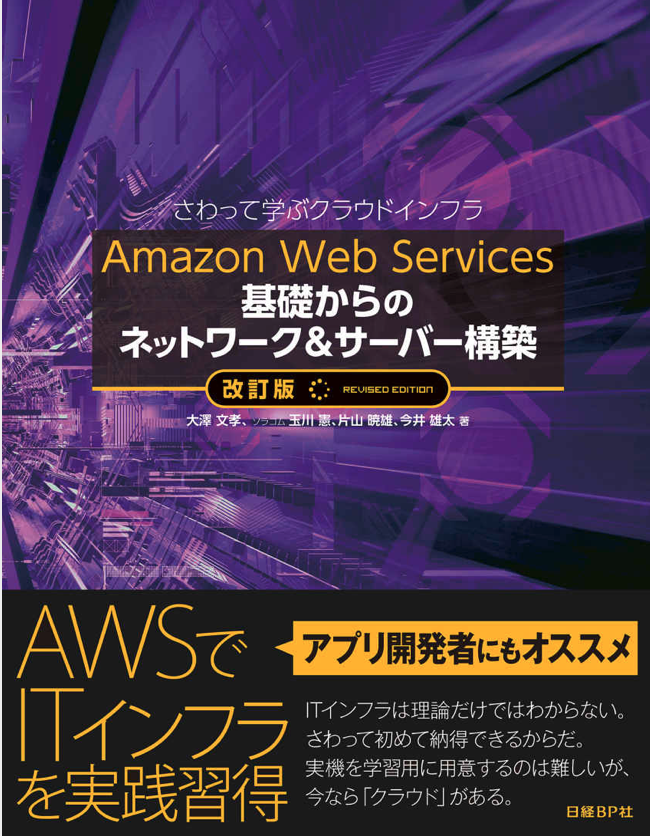 さわって学ぶクラウドインフラ
Amazon Web Services
基礎からの
ネットワーク&サーバー構築
改訂版 REVISED EDITION
大澤 文孝、ソラコム 玉川 憲、片山 暁雄、今井 雄太 著
AWSで
ITインフラ
を実践習得
アプリ開発者にもオススメ
ITインフラは理論だけではわからない。
さわって初めて納得できるからだ。
実機を学習用に用意するのは難しいが、
今なら「クラウド」がある。
日経BP社